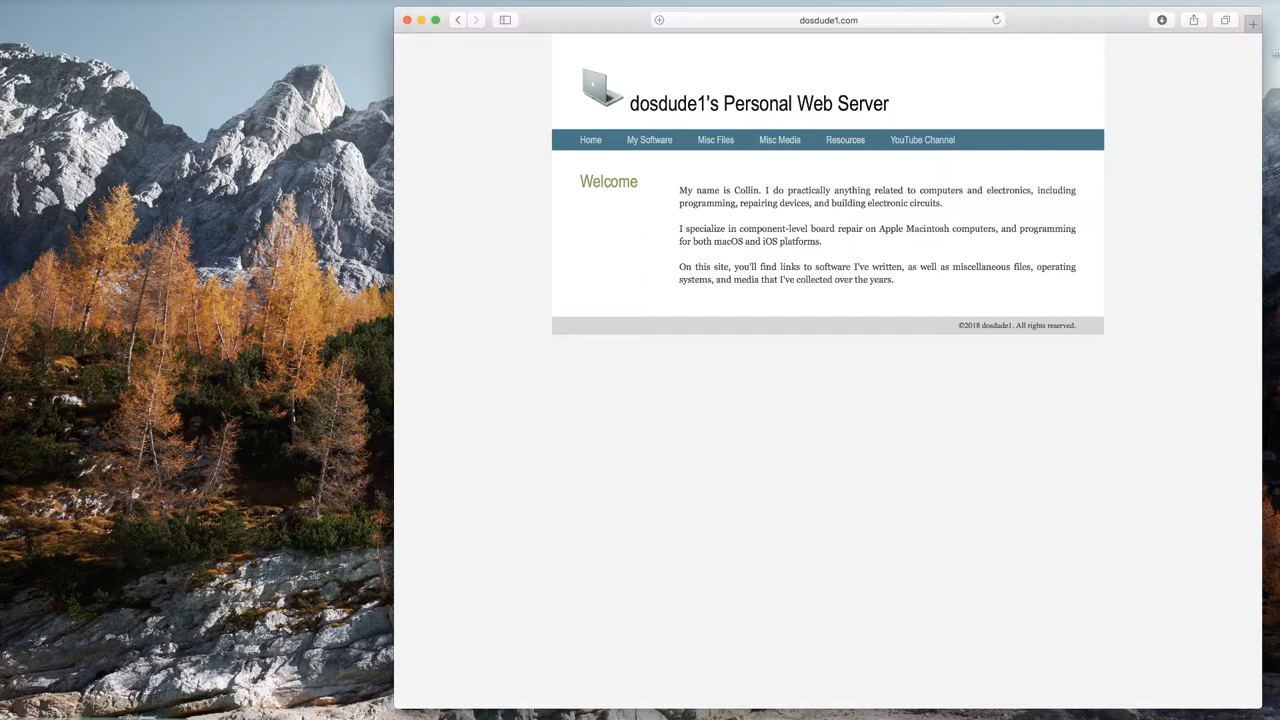 dosdude1.com
dosdude1's Personal Web Server
Home My Software Misc Files Misc Media Resources YouTube Channel
Welcome
My name is Collin. I do practically anything related to computers and electronics, including
programming, repairing devices, and building electronic circuits.
I specialize in component-level board repair on Apple Macintosh computers, and programming
for both macOS and iOS platforms.
On this site, you'll find links to software I've written, as well as miscellaneous files, operating
systems, and media that I've collected over the years.
©2018 dosdude1. All rights reserved.